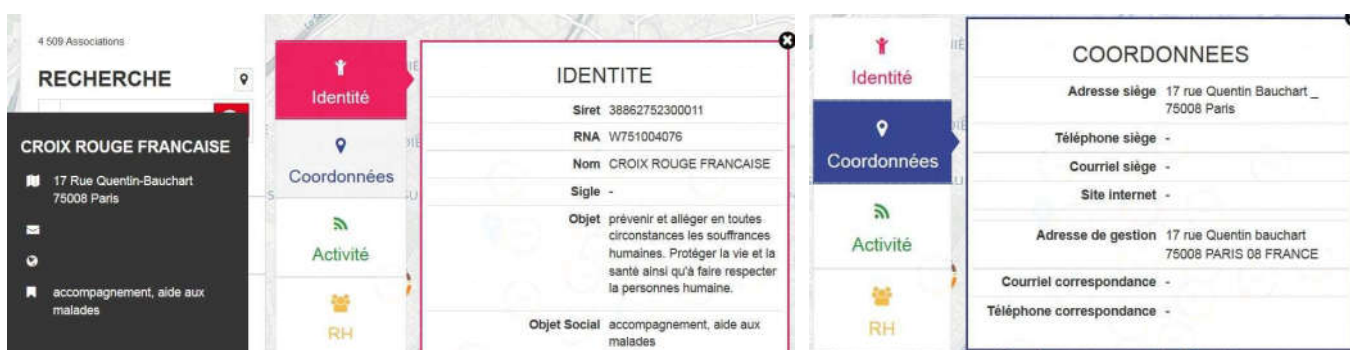 4 509 Associations
RECHERCHE
CROIX ROUGE FRANCAISE
17 Rue Quentin-Bauchart
75008 Paris
accompagnement, aide aux
malades
Identité
Coordonnées
Activité
RH
IDENTITE
Siret 38862752300011
RNA W751004076
Nom CROIX ROUGE FRANCAISE
Sigle -
Objet prévenir et alléger en toutes
circonstances les souffrances
humaines. Protéger la vie et la
santé ainsi qu'à faire respecter
la personnes humaine.
Objet Social accompagnement, aide aux
malades
Identité
Coordonnées
Activité
RH
COORDONNEES
Adresse siège 17 rue Quentin Bauchart _
75008 Paris
Téléphone siège -
Courriel siège -
Site internet -
Adresse de gestion 17 rue Quentin bauchart
75008 PARIS 08 FRANCE
Courriel correspondance -
Téléphone correspondance -